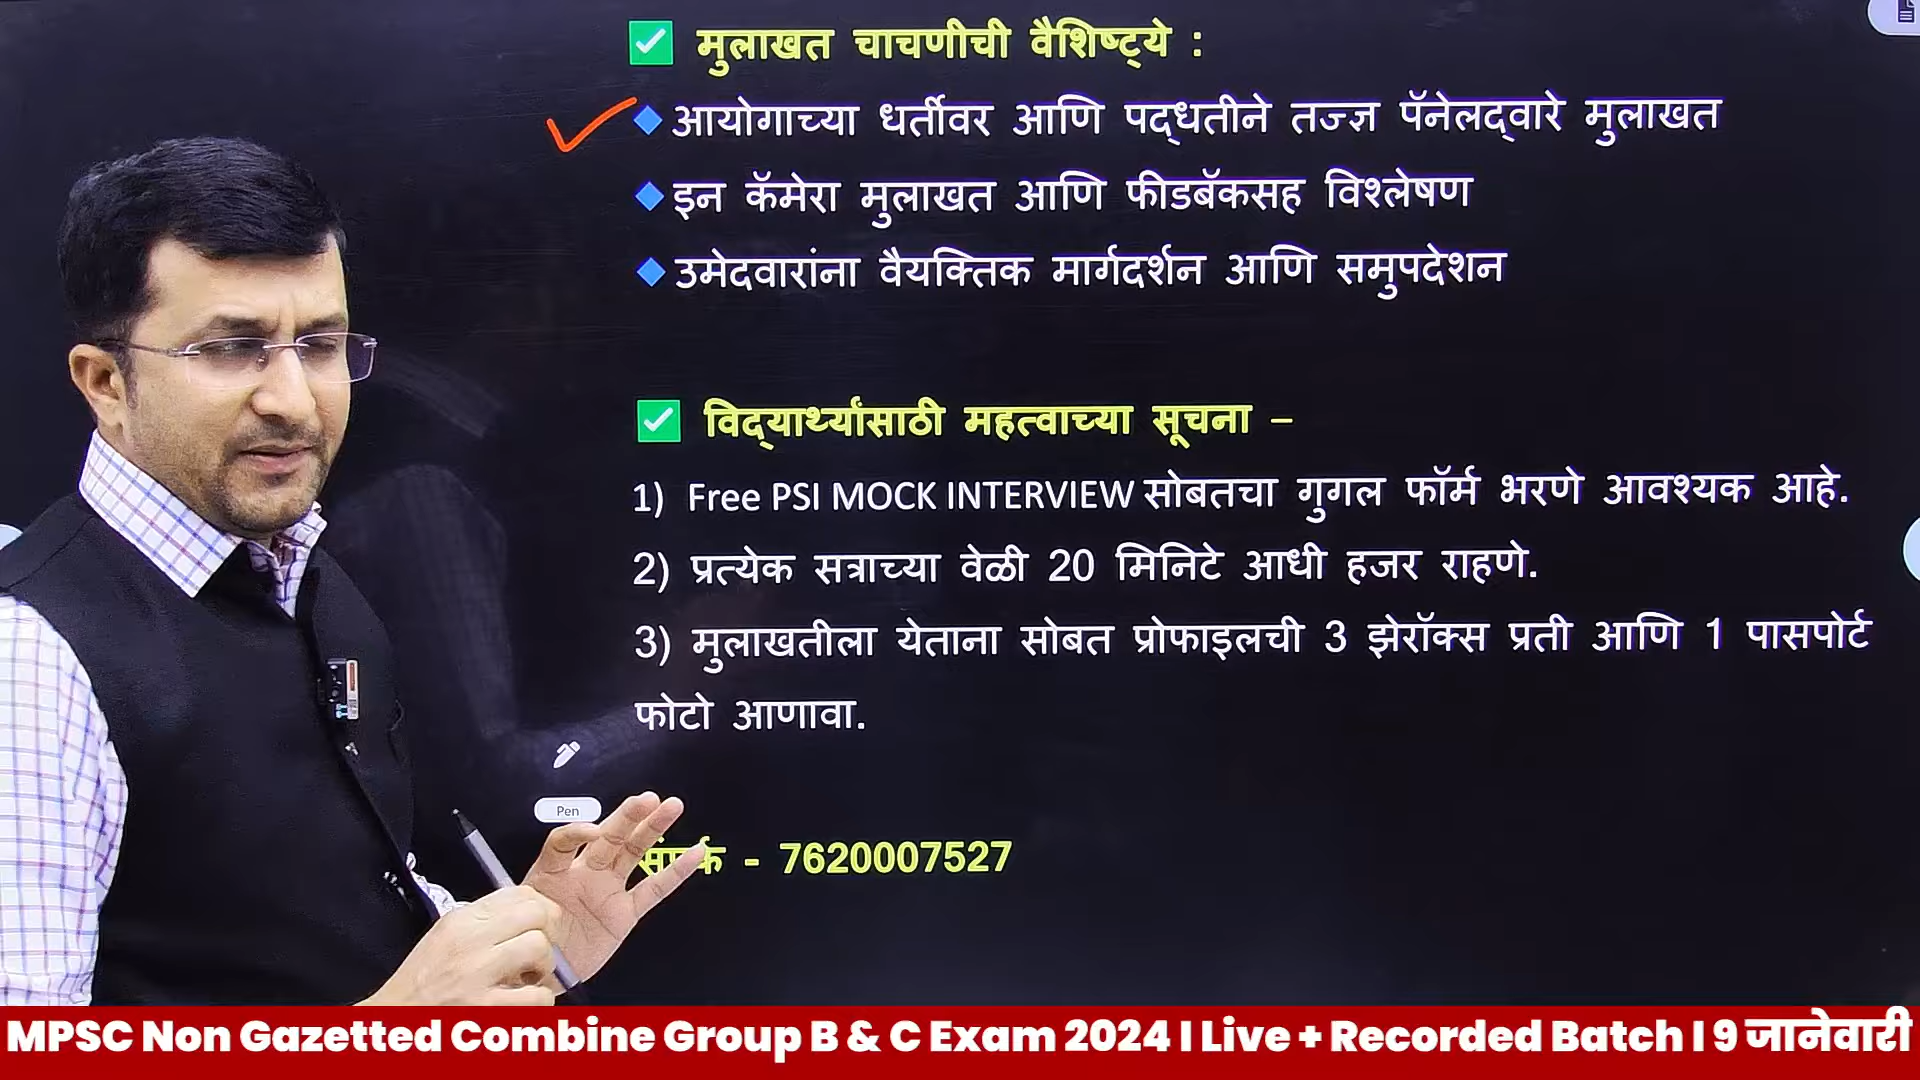 मुलाखत चाचणीची वैशिष्ट्ये :
आयोगाच्या धर्तीवर आणि पद्धतीने तज्ज्ञ पॅनेलद्वारे मुलाखत
इन कॅमेरा मुलाखत आणि फीडबॅकसह विश्लेषण
उमेदवारांना वैयक्तिक मार्गदर्शन आणि समुपदेशन
विद्यार्थ्यांसाठी महत्वाच्या सूचना –
1) Free PSI MOCK INTERVIEW सोबतचा गुगल फॉर्म भरणे आवश्यक आहे.
2) प्रत्येक सत्राच्या वेळी 20 मिनिटे आधी हजर राहणे.
3) मुलाखतीला येताना सोबत प्रोफाइलची 3 झेरॉक्स प्रती आणि 1 पासपोर्ट
फोटो आणावा.
Pen
- 7620007527
MPSC Non Gazetted Combine Group B & C Exam 2024 I Live + Recorded Batch I 9 जानेवारी